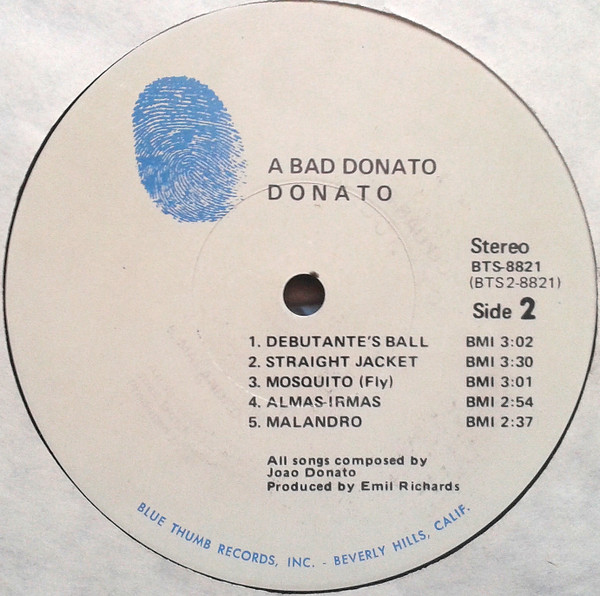 A BAD DONATO
DONATO
Stereo
BTS-8821
(BTS 2-8821)
Side 2
1. DEBUTANTE'S BALL BMI 3:02
2. STRAIGHT JACKET BMI 3:30
3. MOSQUITO (Fly) BMI 3:01
4. ALMAS-IRMAS BMI 2:54
5. MALANDRO BMI 2:37
All songs composed by
Joao Donato
Produced by Emil Richards
BLUE THUMB RECORDS, INC. - BEVERLY HILLS, CALIF.